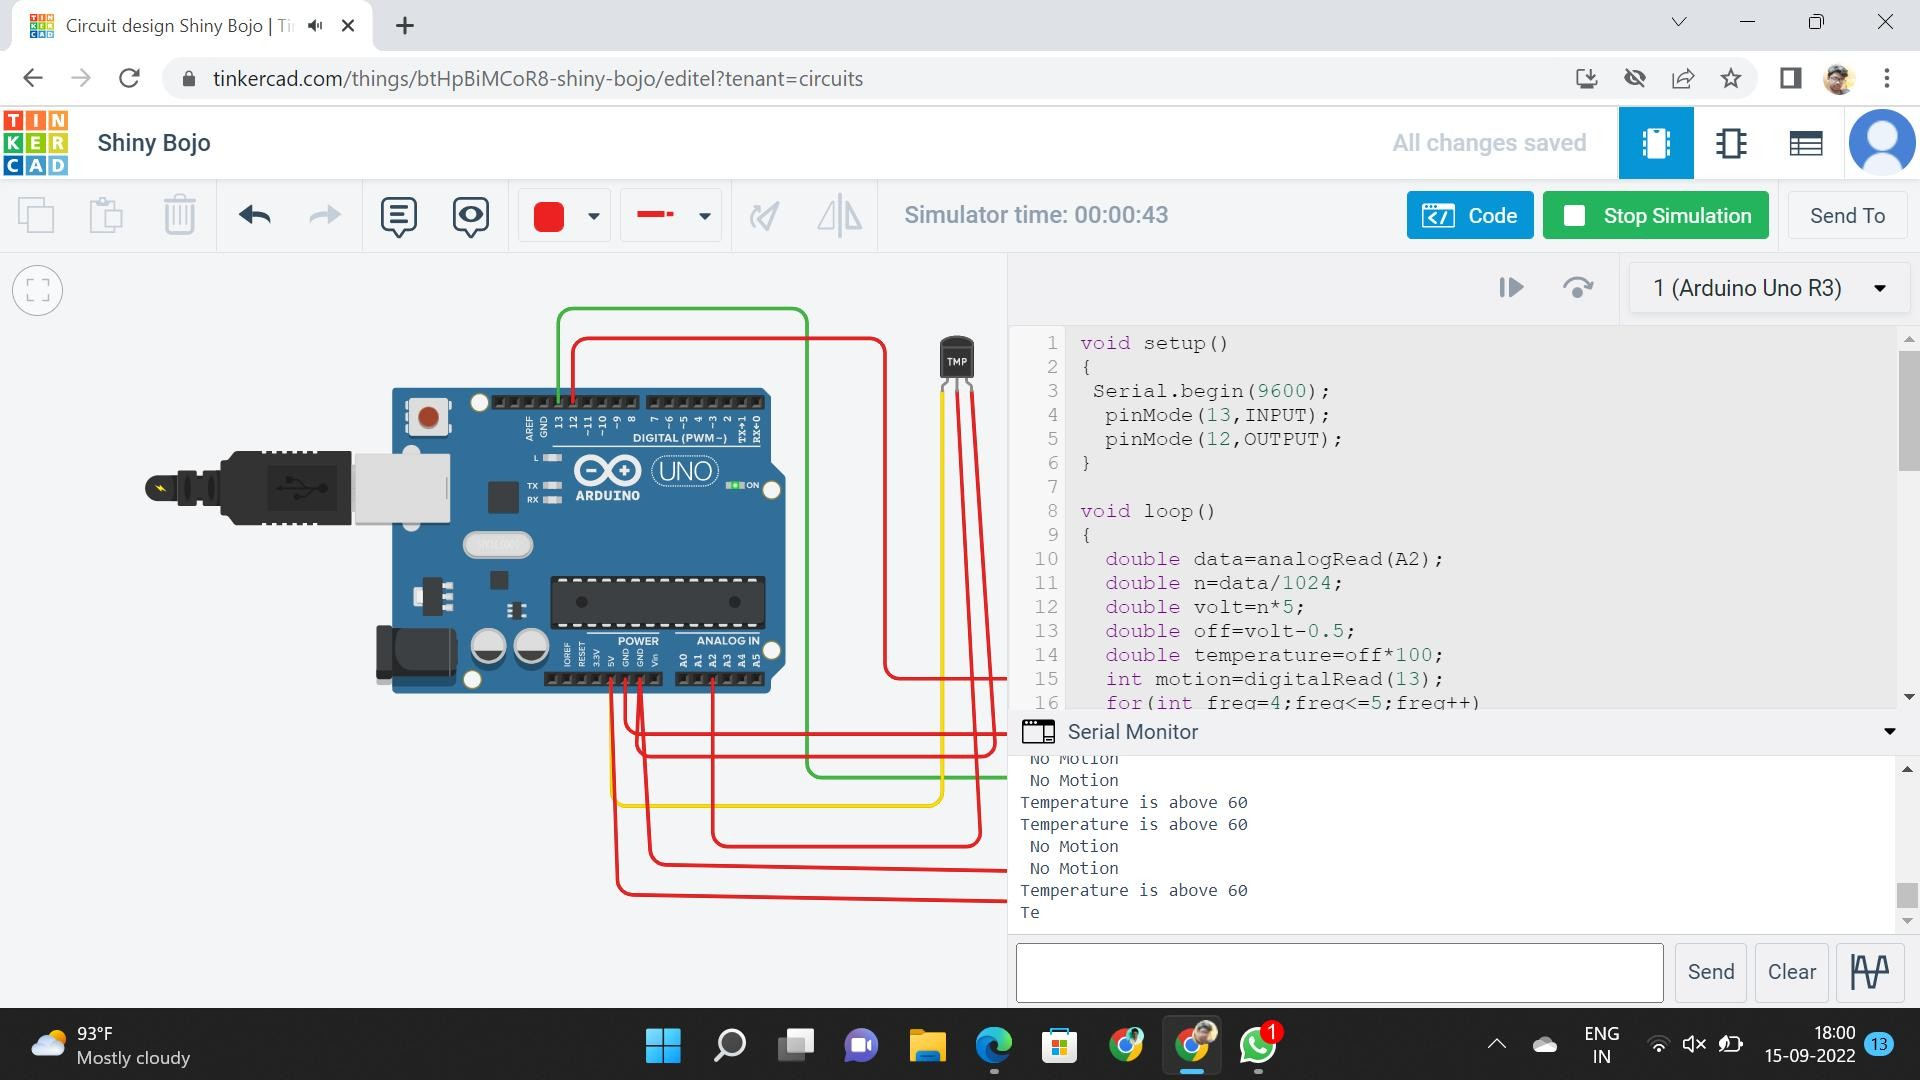 Circuit design Shiny Bojo | Ti
tinkercad.com/things/btHpBiMCoR8-shiny-bojo/editel?tenant=circuits
TIN
KER
CAD
Shiny Bojo
All changes saved
Simulator time: 00:00:43
Code
Stop Simulation
Send To
1 (Arduino Uno R3)
TMP
AREF
GND
13
12
~11
~10
~9
8
7
~6
~5
4
~3
2
TX→1
RX←0
DIGITAL (PWM~)
L
TX
RX
UNO
ARDUINO
ON
POWER
ANALOG IN
IOREF
RESET
3.3V
5V
GND
GND
Vin
A0
A1
A2
A3
A4
A5
1 void setup()
2 {
3 Serial.begin(9600);
4 pinMode(13,INPUT);
5 pinMode(12,OUTPUT);
6 }
7
8 void loop()
9 {
10 double data=analogRead(A2);
11 double n=data/1024;
12 double volt=n*5;
13 double off=volt-0.5;
14 double temperature=off*100;
15 int motion=digitalRead(13);
16 for(int freq=4;freq<=5;freq++)
Serial Monitor
No Motion
No Motion
Temperature is above 60
Temperature is above 60
No Motion
No Motion
Temperature is above 60
Te
Send
Clear
93°F
Mostly cloudy
1
ENG
IN
18:00
15-09-2022
13